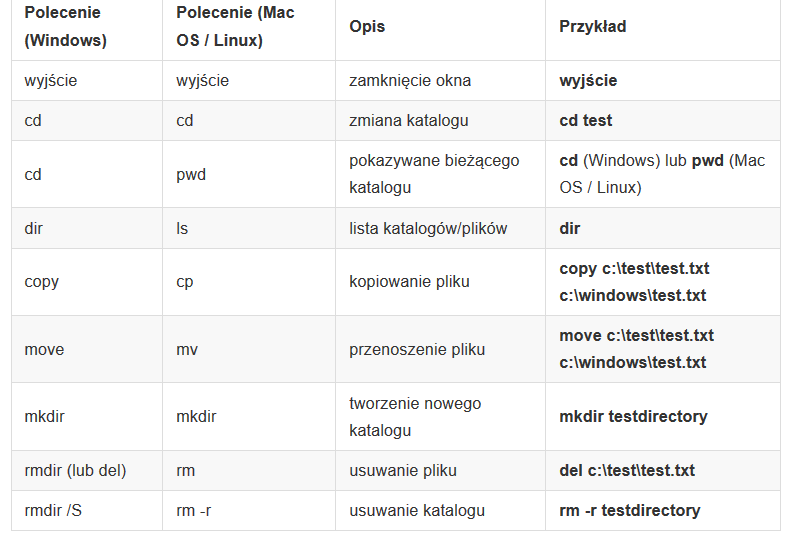 Polecenie (Windows) | Polecenie (Mac OS / Linux) | Opis | Przykład
wyjście | wyjście | zamknięcie okna | wyjście
cd | cd | zmiana katalogu | cd test
cd | pwd | pokazywane bieżącego katalogu | cd (Windows) lub pwd (Mac OS / Linux)
dir | ls | lista katalogów/plików | dir
copy | cp | kopiowanie pliku | copy c:\test\test.txt c:\windows\test.txt
move | mv | przenoszenie pliku | move c:\test\test.txt c:\windows\test.txt
mkdir | mkdir | tworzenie nowego katalogu | mkdir testdirectory
rmdir (lub del) | rm | usuwanie pliku | del c:\test\test.txt
rmdir /S | rm -r | usuwanie katalogu | rm -r testdirectory